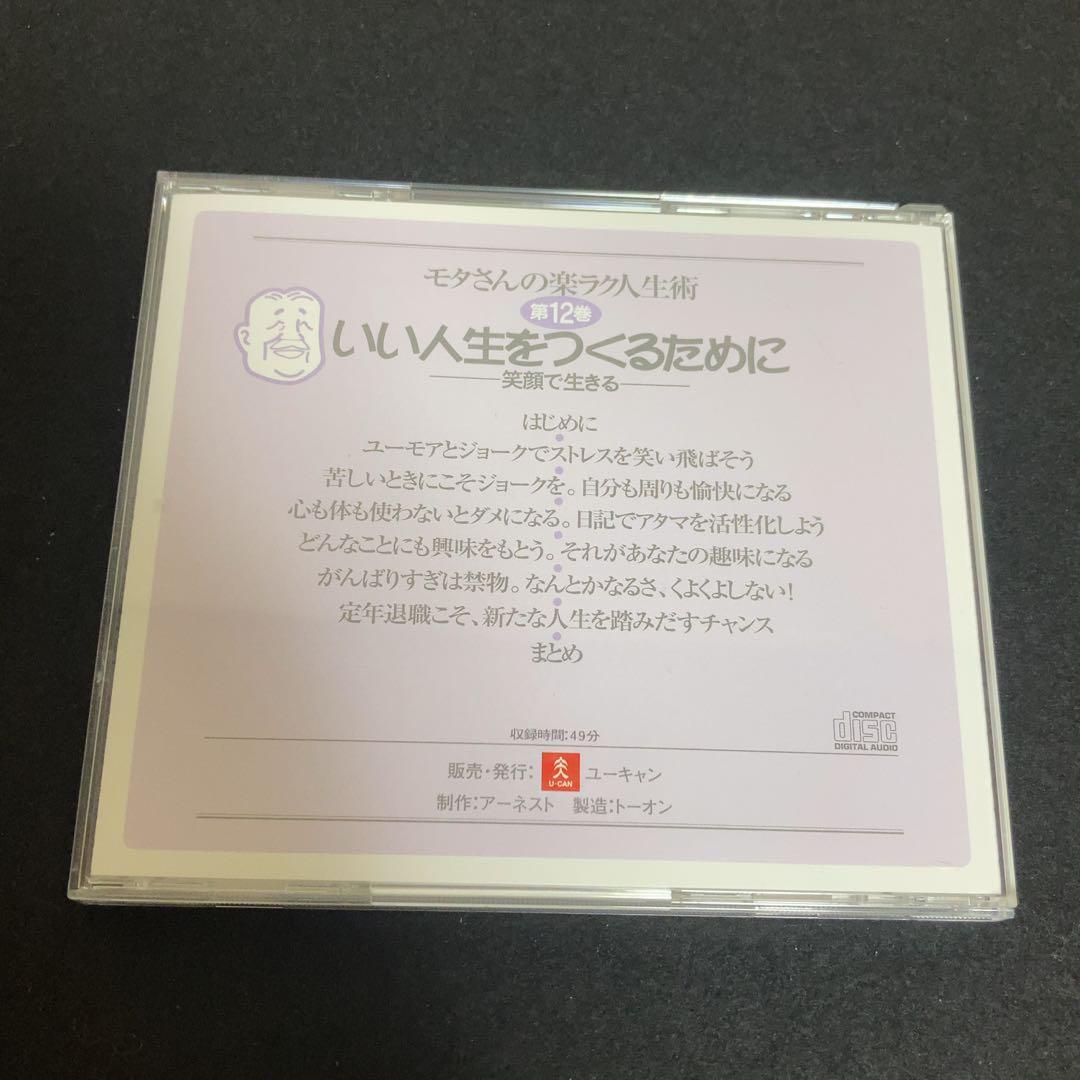 モタさんの楽ラク人生術
第12巻
いい人生をつくるために
笑顔で生きる
はじめに
ユーモアとジョークでストレスを笑い飛ばそう
苦しいときにこそジョークを。自分も周りも愉快になる
心も体も使わないとダメになる。日記でアタマを活性化しよう
どんなことにも興味をもとう。それがあなたの趣味になる
がんばりすぎは禁物。なんとかなるさ、くよくよしない!
定年退職こそ、新たな人生を踏みだすチャンス
まとめ
COMPACT
disc
DIGITAL AUDIO
収録時間:49分
販売・発行: U-CAN ユーキャン
制作:アーネスト 製造:トーオン